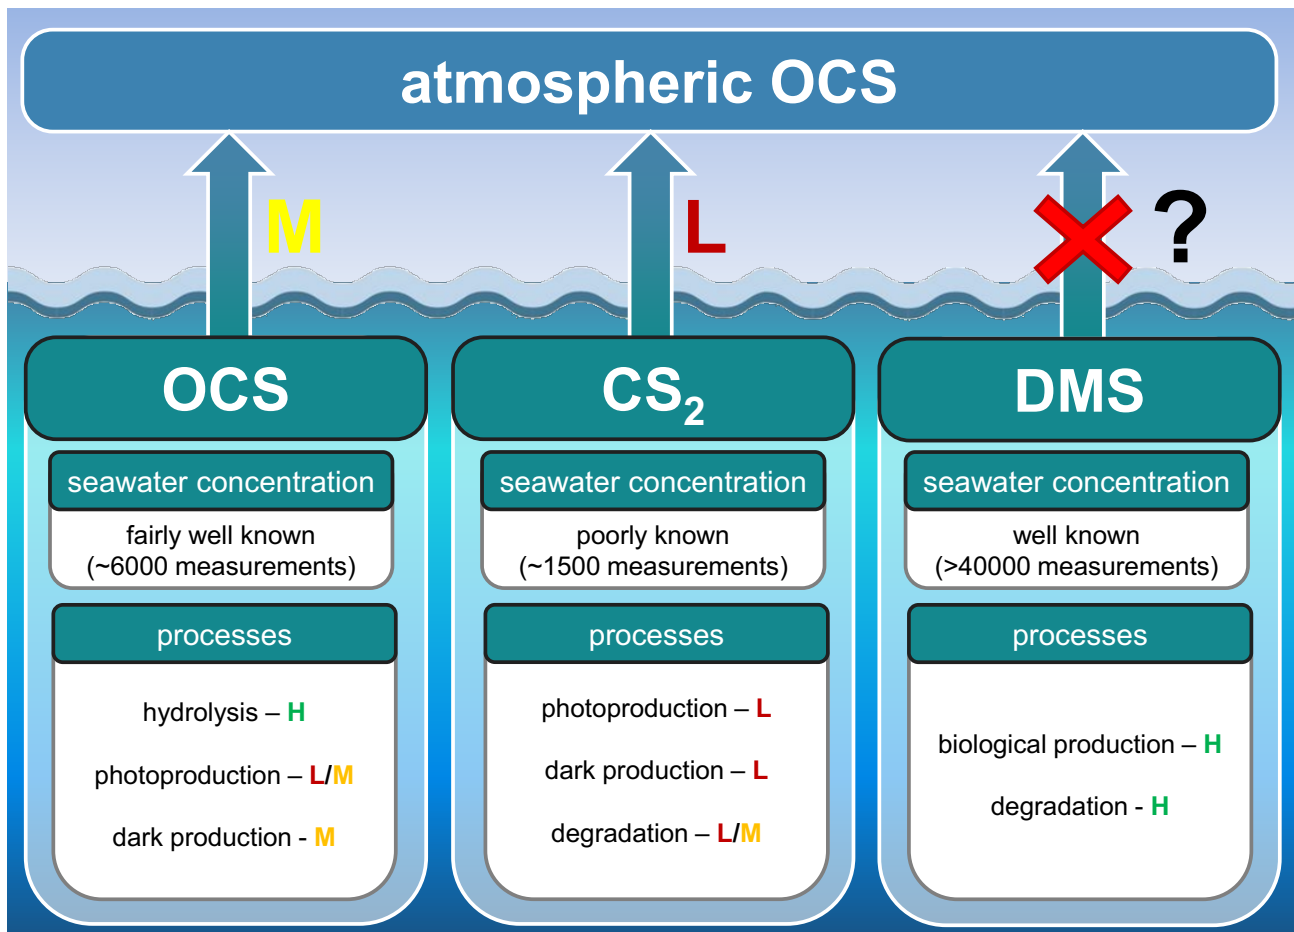 atmospheric OCS
M
L
?
OCS
seawater concentration
fairly well known
(~6000 measurements)
processes
hydrolysis – H
photoproduction – L/M
dark production - M
CS2
seawater concentration
poorly known
(~1500 measurements)
processes
photoproduction – L
dark production – L
degradation – L/M
DMS
seawater concentration
well known
(>40000 measurements)
processes
biological production – H
degradation - H